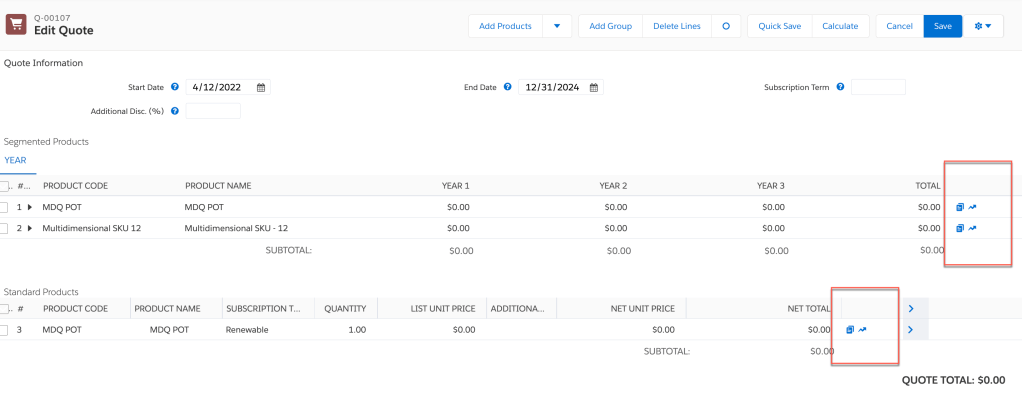 Q-00107
Edit Quote
Add Products Add Group Delete Lines Quick Save Calculate Cancel Save
Quote Information
Start Date 4/12/2022 End Date 12/31/2024 Subscription Term
Additional Disc. (%)
Segmented Products
YEAR
#... PRODUCT CODE PRODUCT NAME YEAR 1 YEAR 2 YEAR 3 TOTAL
1 MDQ POT MDQ POT $0.00 $0.00 $0.00 $0.00
2 Multidimensional SKU 12 Multidimensional SKU - 12 $0.00 $0.00 $0.00 $0.00
SUBTOTAL: $0.00 $0.00 $0.00 $0.00
Standard Products
# PRODUCT CODE PRODUCT NAME SUBSCRIPTION T... QUANTITY LIST UNIT PRICE ADDITIONA... NET UNIT PRICE NET TOTAL
3 MDQ POT MDQ POT Renewable 1.00 $0.00 $0.00 $0.00
SUBTOTAL: $0.00
QUOTE TOTAL: $0.00